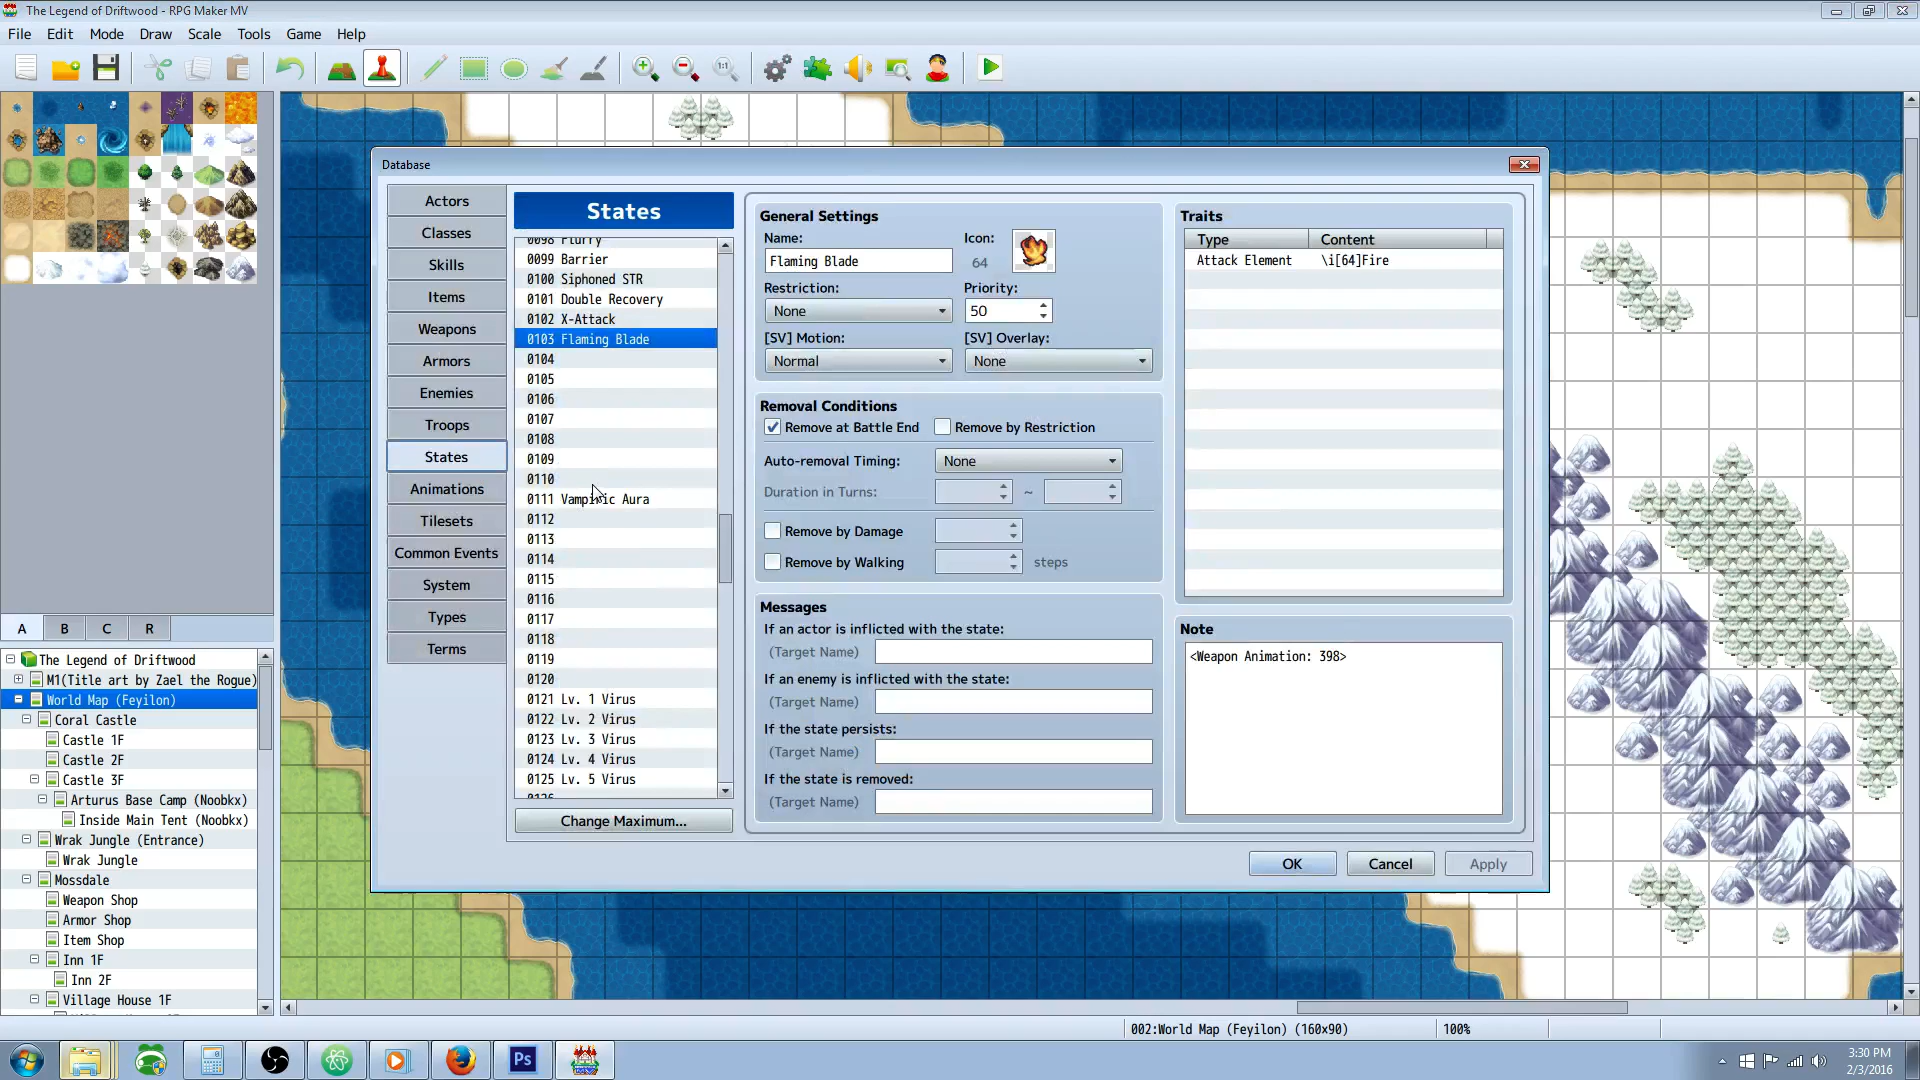 The Legend of Driftwood - RPG Maker MV
File Edit Mode Draw Scale Tools Game Help
1:1
Database
Actors
Classes
Skills
Items
Weapons
Armors
Enemies
Troops
States
Animations
Tilesets
Common Events
System
Types
Terms
States
0098 Flurry
0099 Barrier
0100 Siphoned STR
0101 Double Recovery
0102 X-Attack
0103 Flaming Blade
0104
0105
0106
0107
0108
0109
0110
0111 Vampiric Aura
0112
0113
0114
0115
0116
0117
0118
0119
0120
0121 Lv. 1 Virus
0122 Lv. 2 Virus
0123 Lv. 3 Virus
0124 Lv. 4 Virus
0125 Lv. 5 Virus
0126
Change Maximum...
General Settings
Name: Icon:
Flaming Blade 64
Restriction: Priority:
None 50
[SV] Motion: [SV] Overlay:
Normal None
Removal Conditions
Remove at Battle End Remove by Restriction
Auto-removal Timing: None
Duration in Turns: ~
Remove by Damage
Remove by Walking steps
Messages
If an actor is inflicted with the state:
(Target Name)
If an enemy is inflicted with the state:
(Target Name)
If the state persists:
(Target Name)
If the state is removed:
(Target Name)
Traits
Type Content
Attack Element \i[64]Fire
Note
<Weapon Animation: 398>
OK Cancel Apply
A B C R
The Legend of Driftwood
M1(Title art by Zael the Rogue)
World Map (Feyilon)
Coral Castle
Castle 1F
Castle 2F
Castle 3F
Arturus Base Camp (Noobkx)
Inside Main Tent (Noobkx)
Wrak Jungle (Entrance)
Wrak Jungle
Mossdale
Weapon Shop
Armor Shop
Item Shop
Inn 1F
Inn 2F
Village House 1F
002:World Map (Feyilon) (160x90) 100%
Ps
3:30 PM
2/3/2016